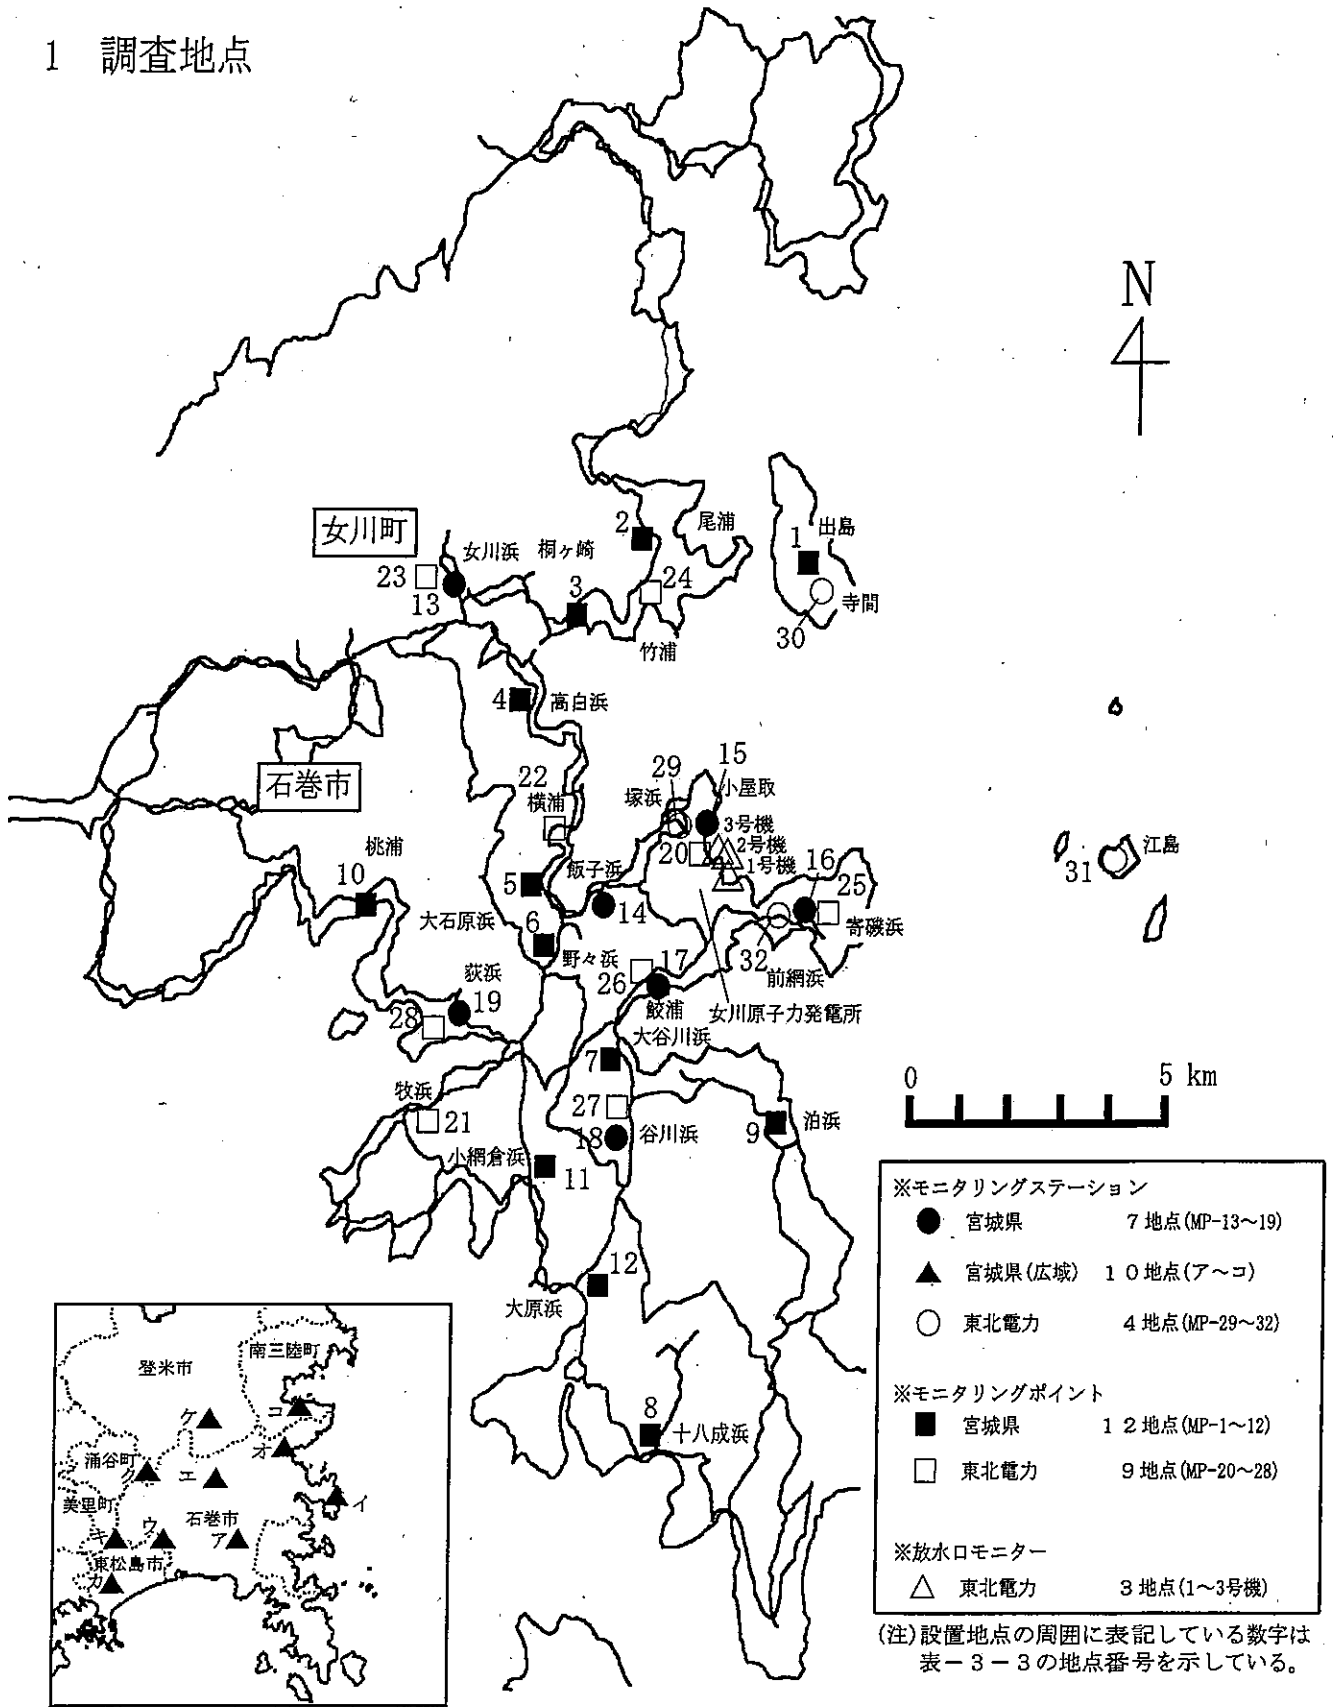 1 調査地点
N
女川町
女川浜
桐ヶ崎
2
尾浦
1
出島
23
13
3
24
寺間
30
竹浦
4
高白浜
石巻市
22
横浦
29
15
塚浜
小屋取
3号機
2号機
1号機
20
16
25
31
江島
桃浦
10
飯子浜
5
14
大石原浜
6
寄磯浜
32
前網浜
野々浜
17
26
鮫浦
女川原子力発電所
荻浜
19
28
大谷川浜
7
0 5 km
牧浜
21
27
谷川浜
18
9
泊浜
小網倉浜
11
12
大原浜
8
十八成浜
※モニタリングステーション
● 宮城県 7地点(MP-13~19)
▲ 宮城県(広域) 10地点(ア~コ)
○ 東北電力 4地点(MP-29~32)
※モニタリングポイント
■ 宮城県 12地点(MP-1~12)
□ 東北電力 9地点(MP-20~28)
※放水口モニター
△ 東北電力 3地点(1~3号機)
(注)設置地点の周囲に表記している数字は
表-3-3の地点番号を示している。
南三陸町
登米市
ケ
コ
オ
涌谷町
ク
エ
イ
美里町
石巻市
キ
ウ
ア
東松島市
カ